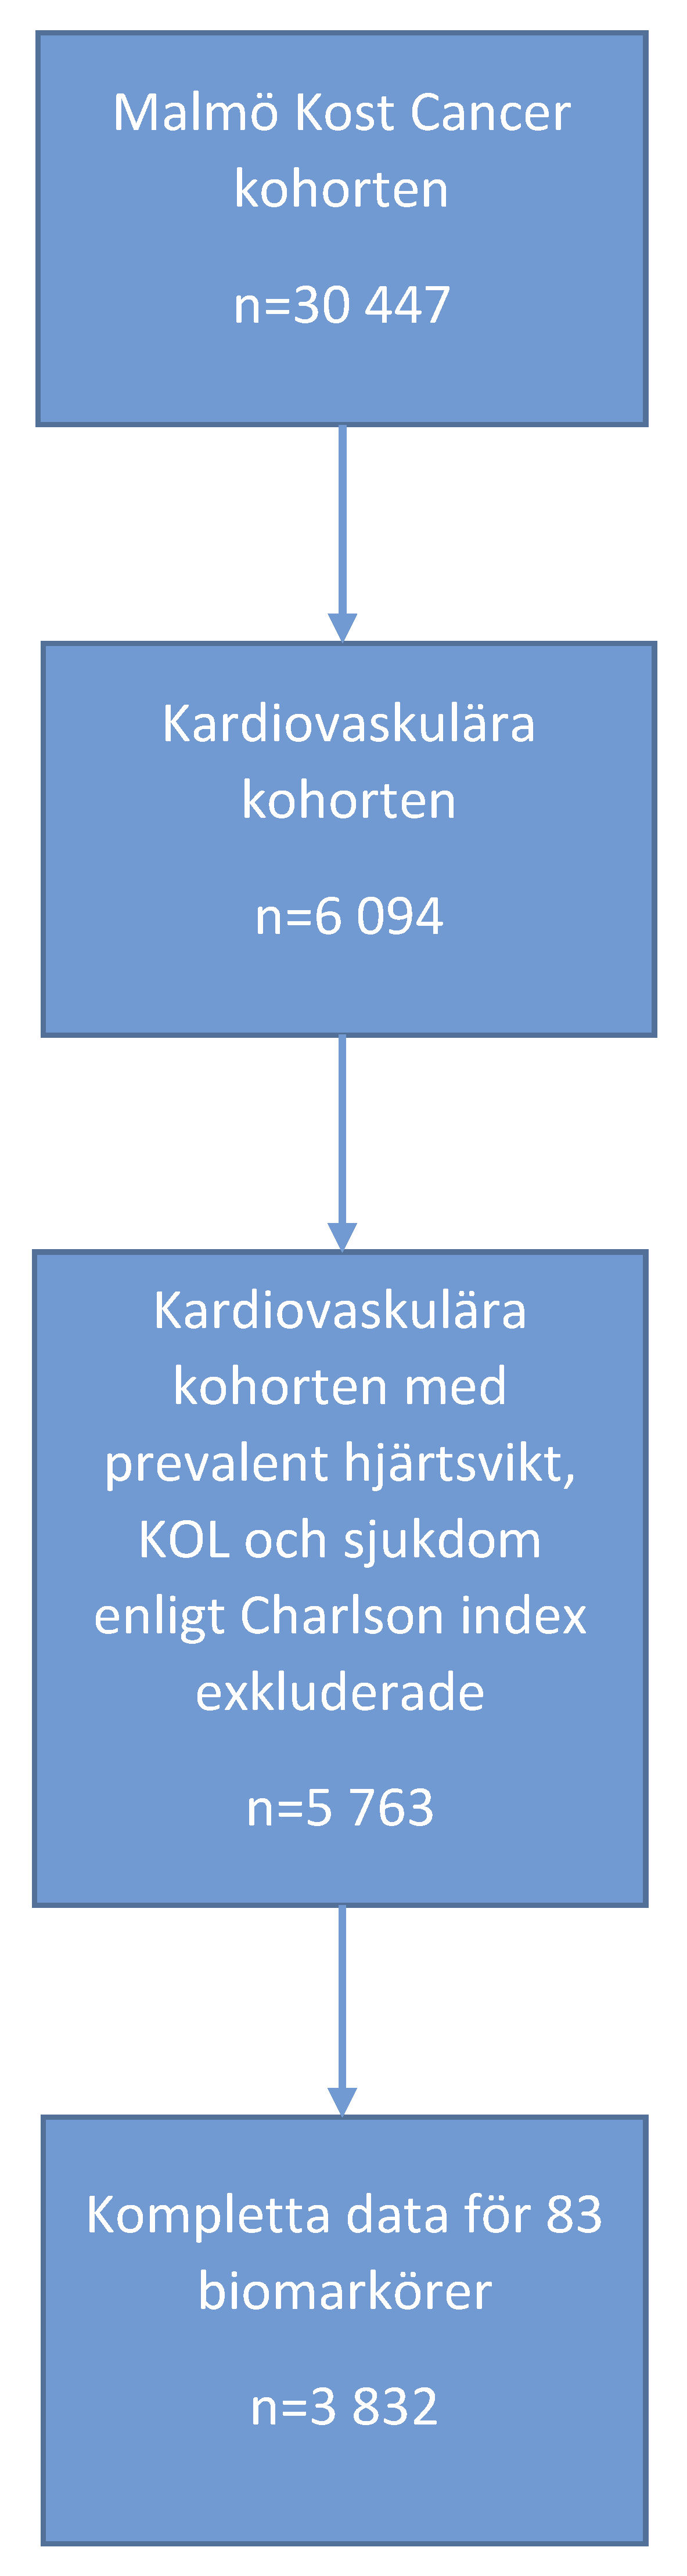 Malmö Kost Cancer
kohorten
n=30 447
Kardiovaskulära
kohorten
n=6 094
Kardiovaskulära
kohorten med
prevalent hjärtsvikt,
KOL och sjukdom
enligt Charlson index
exkluderade
n=5 763
Kompletta data för 83
biomarkörer
n=3 832